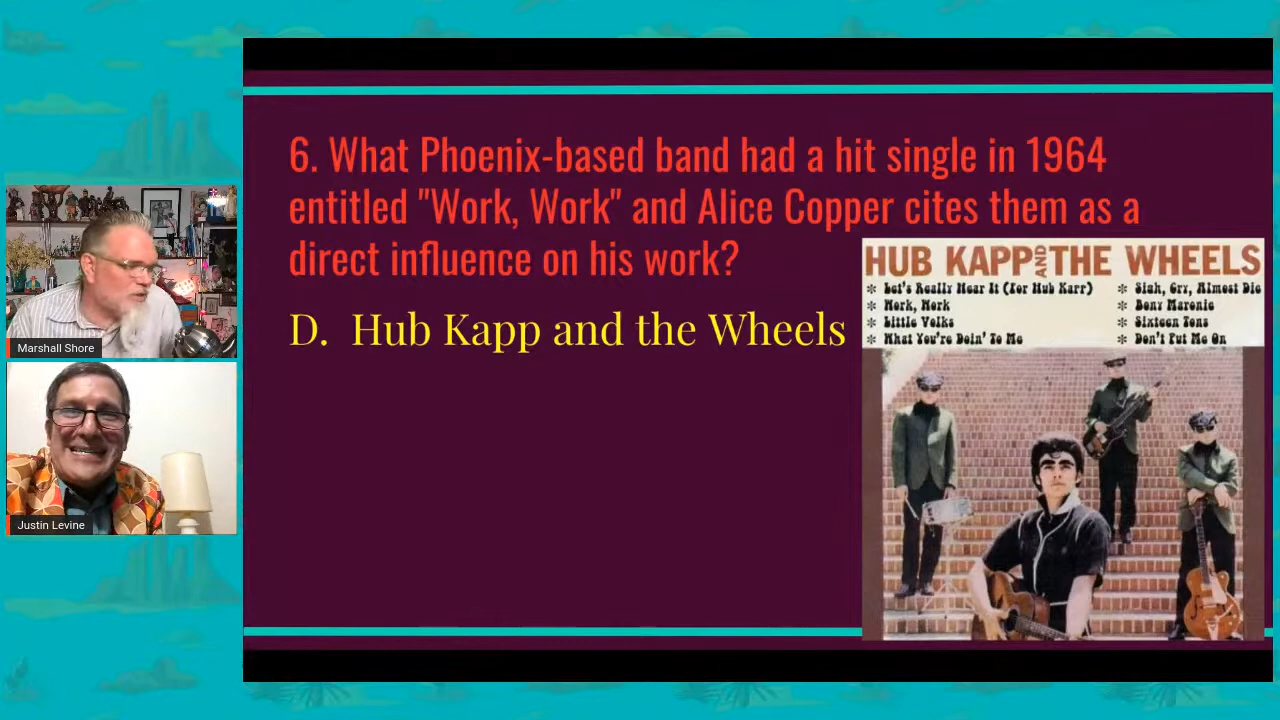 6. What Phoenix-based band had a hit single in 1964
entitled "Work, Work" and Alice Copper cites them as a
direct influence on his work?
D. Hub Kapp and the Wheels
HUB KAPP AND THE WHEELS
* Let's Really Hear It (For Hub Karr)
* Work, Work
* Little Volks
* What You're Doin' To Me
* Sigh, Cry, Almost Die
* Bony Maronie
* Sixteen Tons
* Don't Put Me On
Marshall Shore
Justin Levine